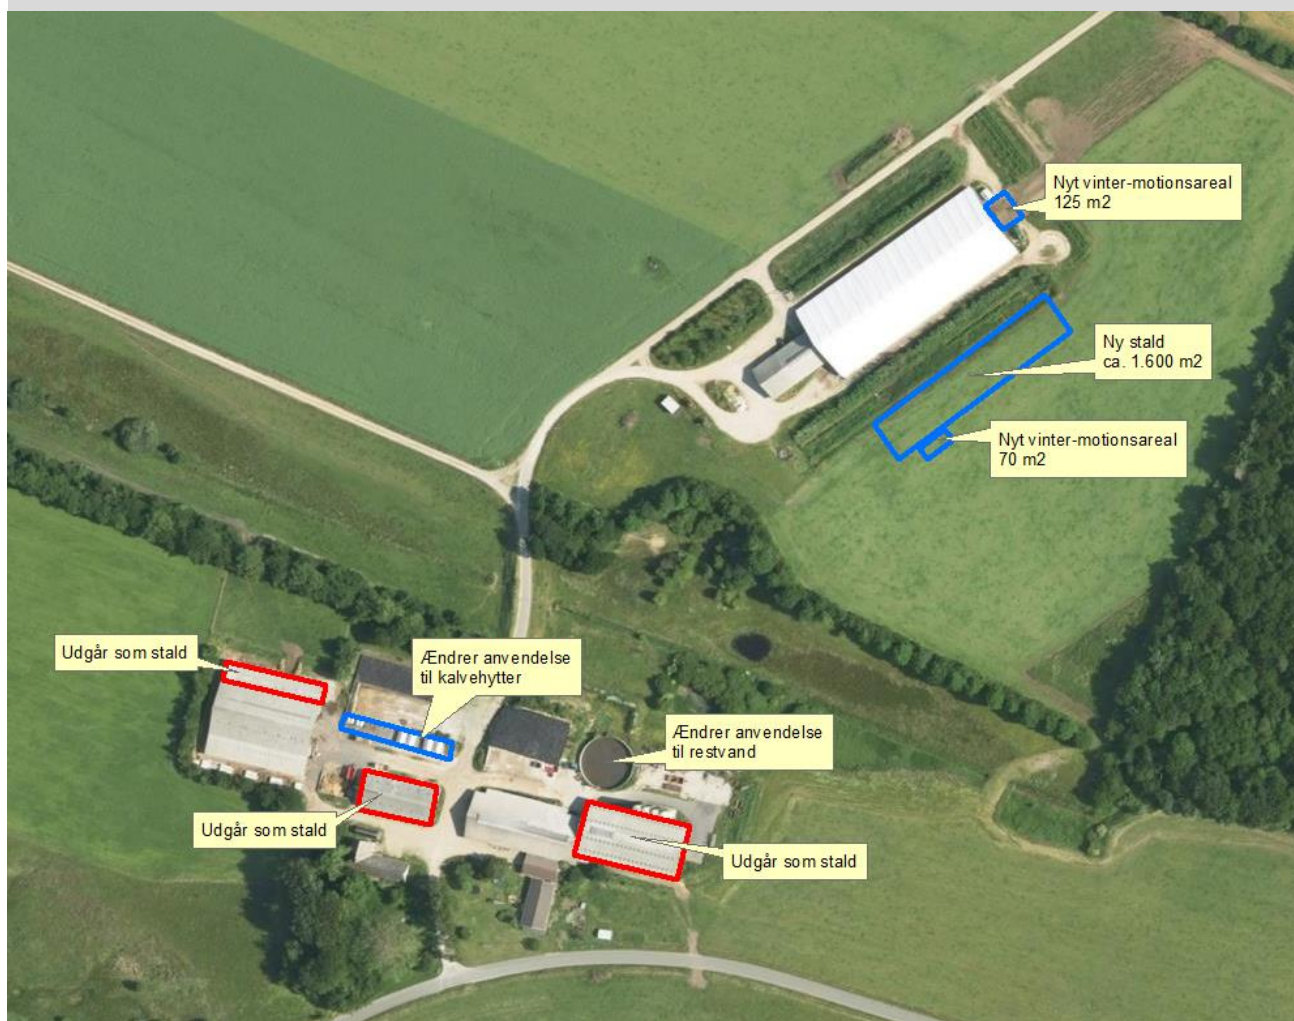 Nyt vinter-motionsareal
125 m2
Ny stald
ca. 1.600 m2
Nyt vinter-motionsareal
70 m2
Udgår som stald
Ændrer anvendelse
til kalvehytter
Ændrer anvendelse
til restvand
Udgår som stald
Udgår som stald